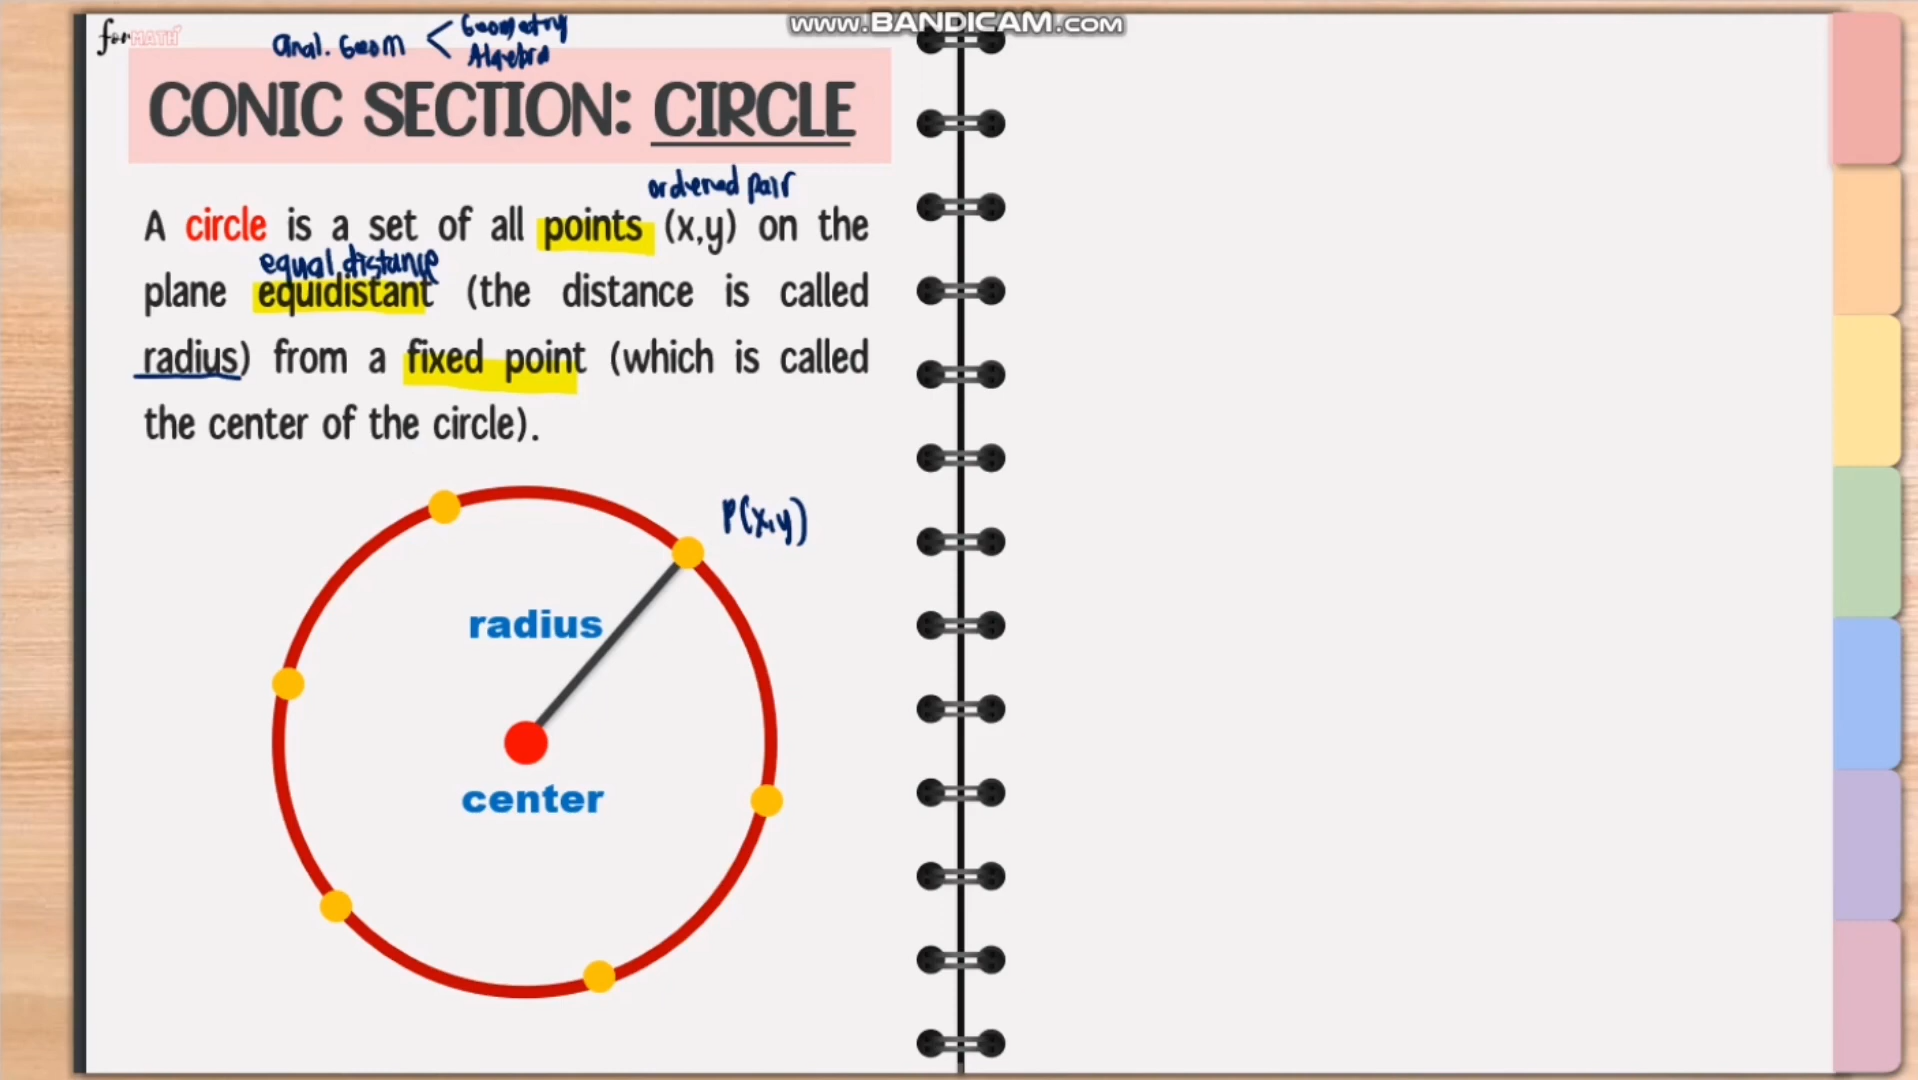 www.BANDICAM.com
for MATH
anal. Geom < Geometry
Algebra
CONIC SECTION: CIRCLE
ordered pair
A circle is a set of all points (x,y) on the
equal distance
plane equidistant (the distance is called
radius) from a fixed point (which is called
the center of the circle).
P(x,y)
radius
center